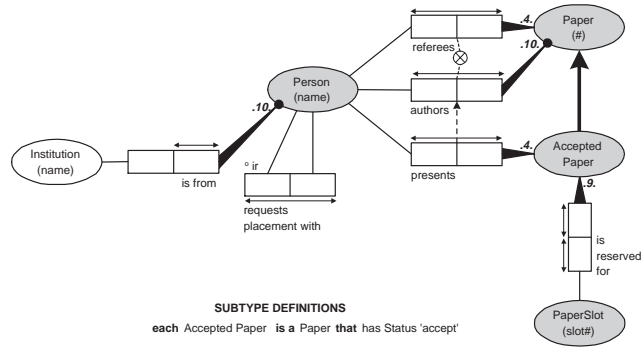 Paper
(#)
.4.
referees
.10.
Person
(name)
.10.
authors
Accepted
Paper
.4.
presents
Institution
(name)
is from
° ir
requests
placement with
.9.
is
reserved
for
PaperSlot
(slot#)
SUBTYPE DEFINITIONS
each Accepted Paper is a Paper that has Status 'accept'